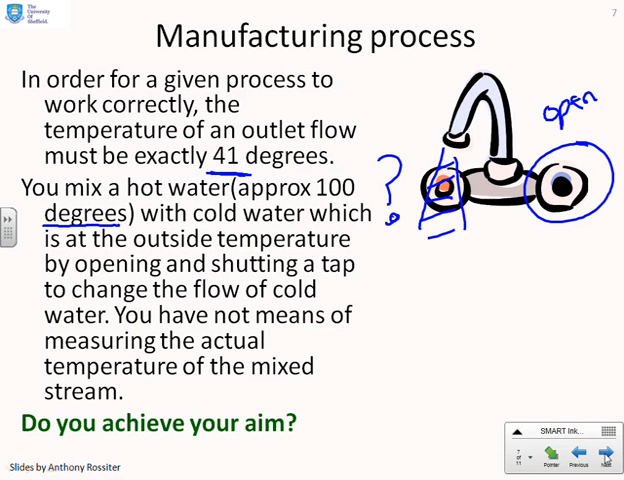 The
University
Of
Sheffield.
7
Manufacturing process
In order for a given process to
work correctly, the
temperature of an outlet flow
must be exactly 41 degrees.
You mix a hot water(approx 100
degrees) with cold water which
is at the outside temperature
by opening and shutting a tap
to change the flow of cold
water. You have not means of
measuring the actual
temperature of the mixed
stream.
Do you achieve your aim?
open
?
SMART Ink...
7
of
11
Pointer
Previous
Next
Slides by Anthony Rossiter